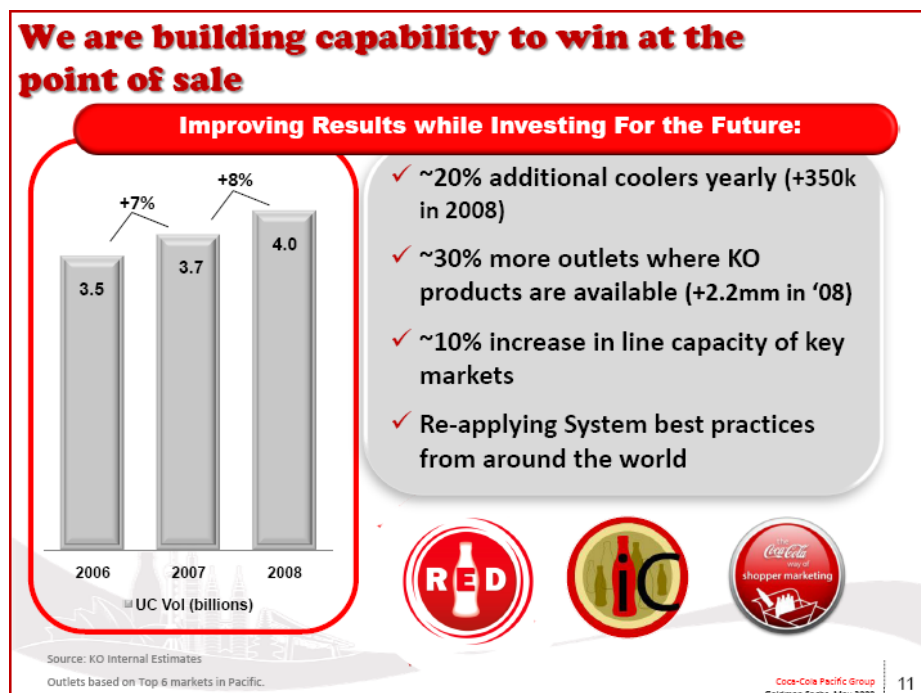 We are building capability to win at the
point of sale
Improving Results while Investing For the Future:
+7%
+8%
3.5
3.7
4.0
2006 2007 2008
UC Vol (billions)
✓ ~20% additional coolers yearly (+350k
in 2008)
✓ ~30% more outlets where KO
products are available (+2.2mm in ‘08)
✓ ~10% increase in line capacity of key
markets
✓ Re-applying System best practices
from around the world
RED
iC
the
Coca-Cola
way of
shopper marketing
Source: KO Internal Estimates
Outlets based on Top 6 markets in Pacific.
Coca-Cola Pacific Group
11